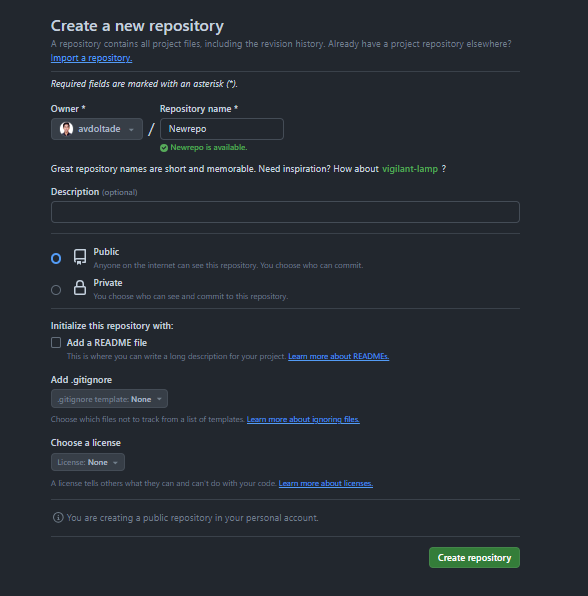 Create a new repository
A repository contains all project files, including the revision history. Already have a project repository elsewhere?
Import a repository.
Required fields are marked with an asterisk (*).
Owner * Repository name *
avdoltade / Newrepo
Newrepo is available.
Great repository names are short and memorable. Need inspiration? How about vigilant-lamp ?
Description (optional)
Public
Anyone on the internet can see this repository. You choose who can commit.
Private
You choose who can see and commit to this repository.
Initialize this repository with:
Add a README file
This is where you can write a long description for your project. Learn more about READMEs.
Add .gitignore
.gitignore template: None
Choose which files not to track from a list of templates. Learn more about ignoring files.
Choose a license
License: None
A license tells others what they can and can't do with your code. Learn more about licenses.
You are creating a public repository in your personal account.
Create repository